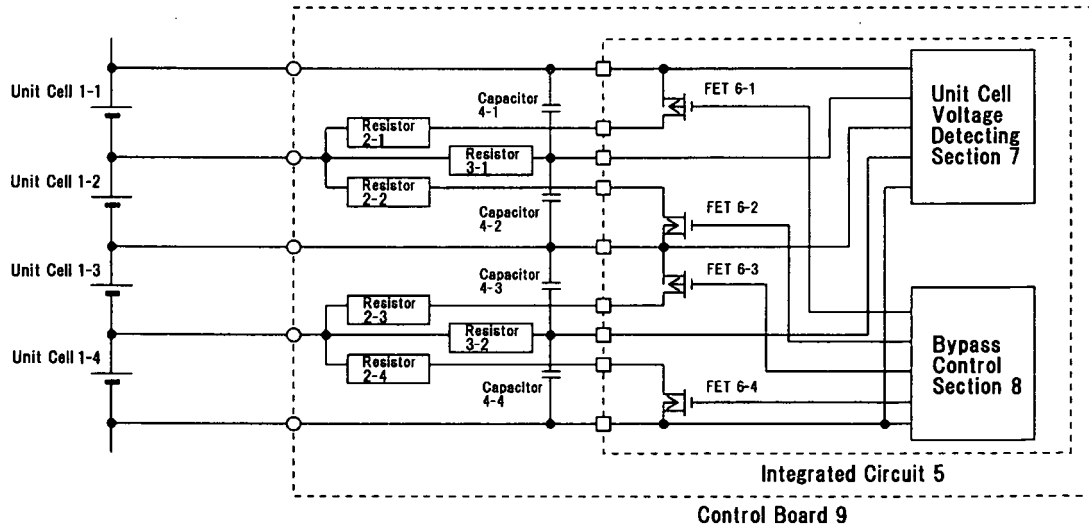 Unit Cell 1-1
Unit Cell 1-2
Unit Cell 1-3
Unit Cell 1-4
Resistor
2-1
Resistor
3-1
Resistor
2-2
Resistor
2-3
Resistor
3-2
Resistor
2-4
Capacitor
4-1
Capacitor
4-2
Capacitor
4-3
Capacitor
4-4
FET 6-1
FET 6-2
FET 6-3
FET 6-4
Unit Cell
Voltage
Detecting
Section 7
Bypass
Control
Section 8
Integrated Circuit 5
Control Board 9